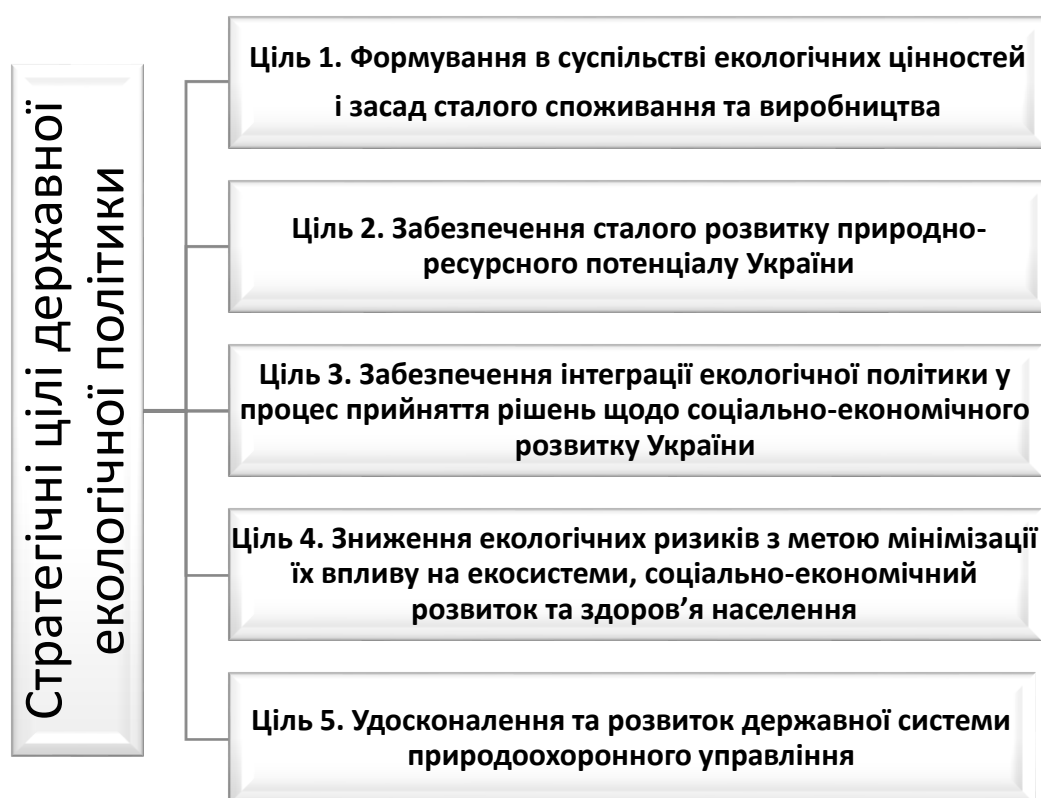 Стратегічні цілі державної
екологічної політики
Ціль 1. Формування в суспільстві екологічних цінностей
і засад сталого споживання та виробництва
Ціль 2. Забезпечення сталого розвитку природно-
ресурсного потенціалу України
Ціль 3. Забезпечення інтеграції екологічної політики у
процес прийняття рішень щодо соціально-економічного
розвитку України
Ціль 4. Зниження екологічних ризиків з метою мінімізації
їх впливу на екосистеми, соціально-економічний
розвиток та здоров’я населення
Ціль 5. Удосконалення та розвиток державної системи
природоохоронного управління